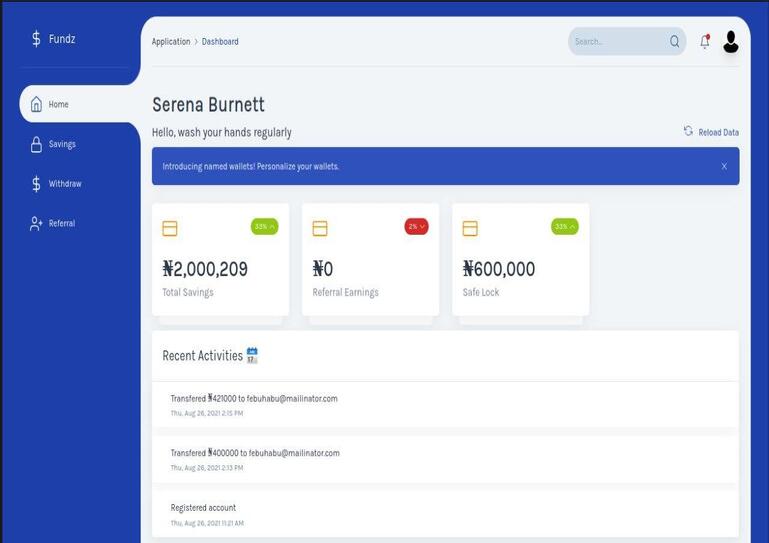 Fundz
Home
Savings
Withdraw
Referral
Application > Dashboard
Search...
Serena Burnett
Hello, wash your hands regularly
Reload Data
Introducing named wallets! Personalize your wallets.
X
33%
₦2,000,209
Total Savings
2%
₦0
Referral Earnings
33%
₦600,000
Safe Lock
Recent Activities
17
Transfered ₦421000 to febuhabu@mailinator.com
Thu, Aug 26, 2021 2:15 PM
Transfered ₦400000 to febuhabu@mailinator.com
Thu, Aug 26, 2021 2:13 PM
Registered account
Thu, Aug 26, 2021 11:21 AM